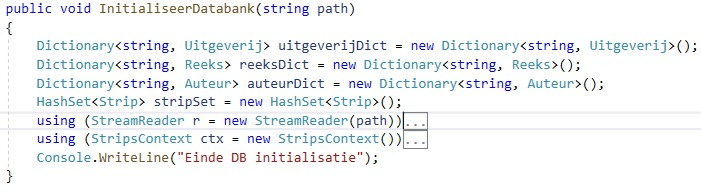 public void InitialiseerDatabank(string path)
{
Dictionary<string, Uitgeverij> uitgeverijDict = new Dictionary<string, Uitgeverij>();
Dictionary<string, Reeks> reeksDict = new Dictionary<string, Reeks>();
Dictionary<string, Auteur> auteurDict = new Dictionary<string, Auteur>();
HashSet<Strip> stripSet = new HashSet<Strip>();
using (StreamReader r = new StreamReader(path))...
using (StripsContext ctx = new StripsContext())...
Console.WriteLine("Einde DB initialisatie");
}